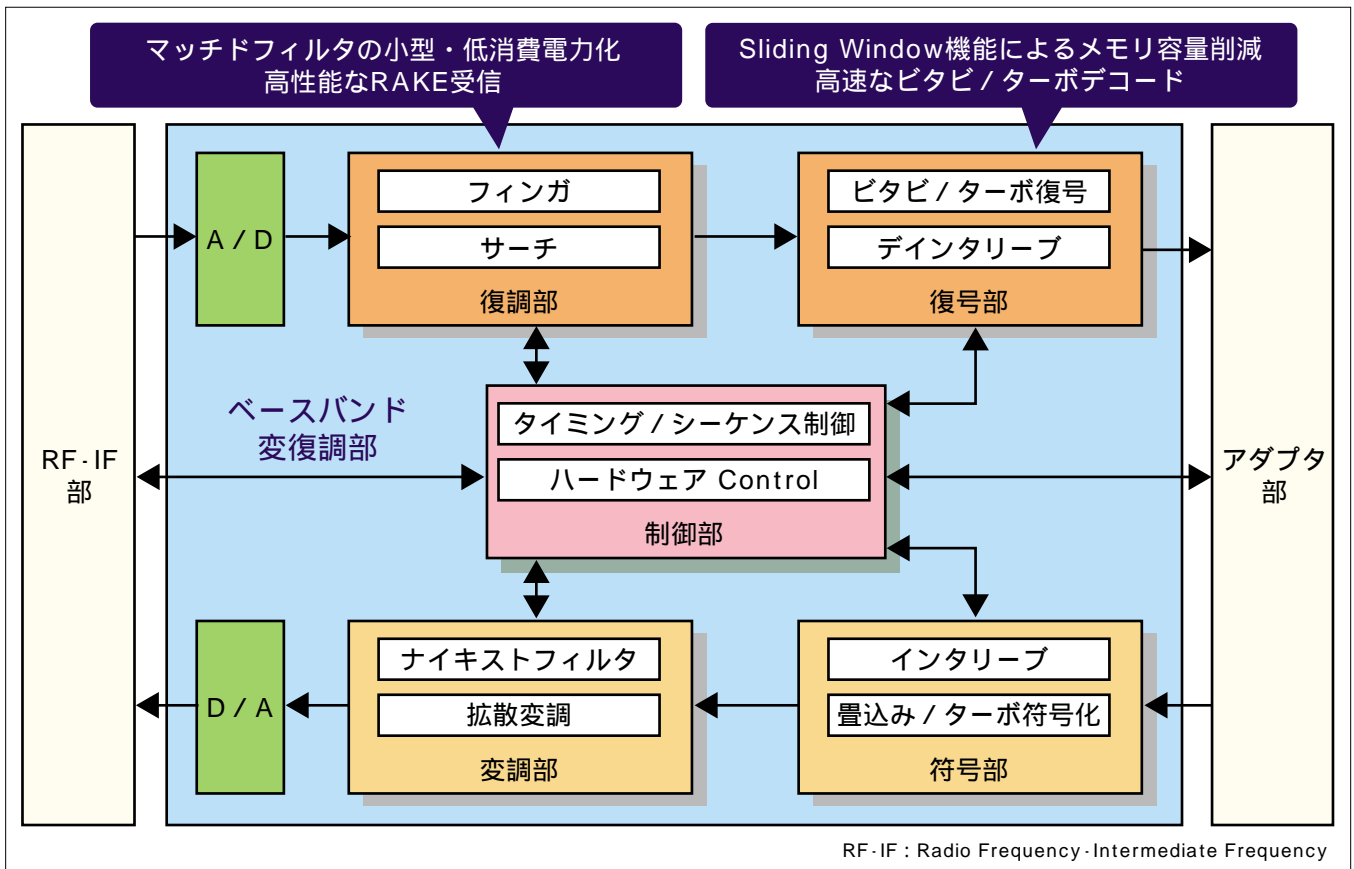 マッチドフィルタの小型・低消費電力化
高性能なRAKE受信
Sliding Window機能によるメモリ容量削減
高速なビタビ / ターボデコード
RF-IF
部
A / D
フィンガ
サーチ
復調部
ビタビ / ターボ復号
デインタリーブ
復号部
アダプタ
部
ベースバンド
変復調部
タイミング / シーケンス制御
ハードウェア Control
制御部
D / A
ナイキストフィルタ
拡散変調
変調部
インタリーブ
畳込み / ターボ符号化
符号部
RF-IF : Radio Frequency-Intermediate Frequency